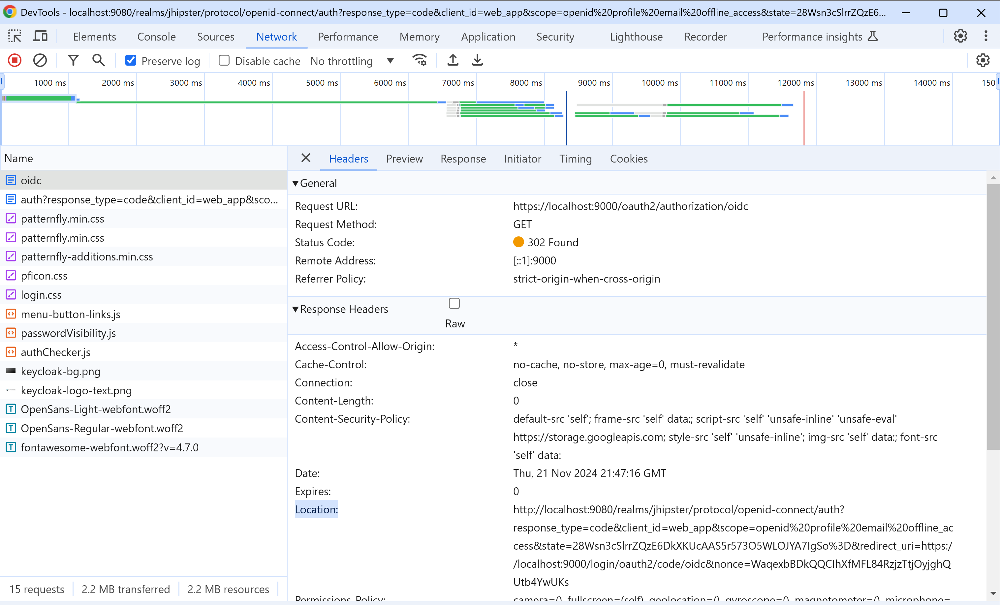 DevTools - localhost:9080/realms/jhipster/protocol/openid-connect/auth?response_type=code&client_id=web_app&scope=openid%20profile%20email%20offline_access&state=28Wsn3cSlrrZQzE6...
Elements Console Sources Network Performance Memory Application Security Lighthouse Recorder Performance insights
Preserve log Disable cache No throttling
1000 ms 2000 ms 3000 ms 4000 ms 5000 ms 6000 ms 7000 ms 8000 ms 9000 ms 10000 ms 11000 ms 12000 ms 13000 ms 14000 ms 150
Name
oidc
auth?response_type=code&client_id=web_app&sco...
patternfly.min.css
patternfly.min.css
patternfly-additions.min.css
pficon.css
login.css
menu-button-links.js
passwordVisibility.js
authChecker.js
keycloak-bg.png
keycloak-logo-text.png
OpenSans-Light-webfont.woff2
OpenSans-Regular-webfont.woff2
fontawesome-webfont.woff2?v=4.7.0
15 requests 2.2 MB transferred 2.2 MB resources
Headers Preview Response Initiator Timing Cookies
General
Request URL: https://localhost:9000/oauth2/authorization/oidc
Request Method: GET
Status Code: 302 Found
Remote Address: [::1]:9000
Referrer Policy: strict-origin-when-cross-origin
Response Headers
Raw
Access-Control-Allow-Origin: *
Cache-Control: no-cache, no-store, max-age=0, must-revalidate
Connection: close
Content-Length: 0
Content-Security-Policy: default-src 'self'; frame-src 'self' data:; script-src 'self' 'unsafe-inline' 'unsafe-eval'
https://storage.googleapis.com; style-src 'self' 'unsafe-inline'; img-src 'self' data:; font-src
'self' data:
Date: Thu, 21 Nov 2024 21:47:16 GMT
Expires: 0
Location: http://localhost:9080/realms/jhipster/protocol/openid-connect/auth?
response_type=code&client_id=web_app&scope=openid%20profile%20email%20offline_ac
cess&state=28Wsn3cSlrrZQzE6DkXKUcAAS5r573O5WLOJYA7IgSo%3D&redirect_uri=https:/
/localhost:9000/login/oauth2/code/oidc&nonce=WaqexbBDkQQCIhXfMFL84RzjzTtjOyjghQ
Utb4YwUKs
Permissions-Policy: camera=(), fullscreen=(self), geolocation=(), gyroscope=(), magnetometer=(), microphone=